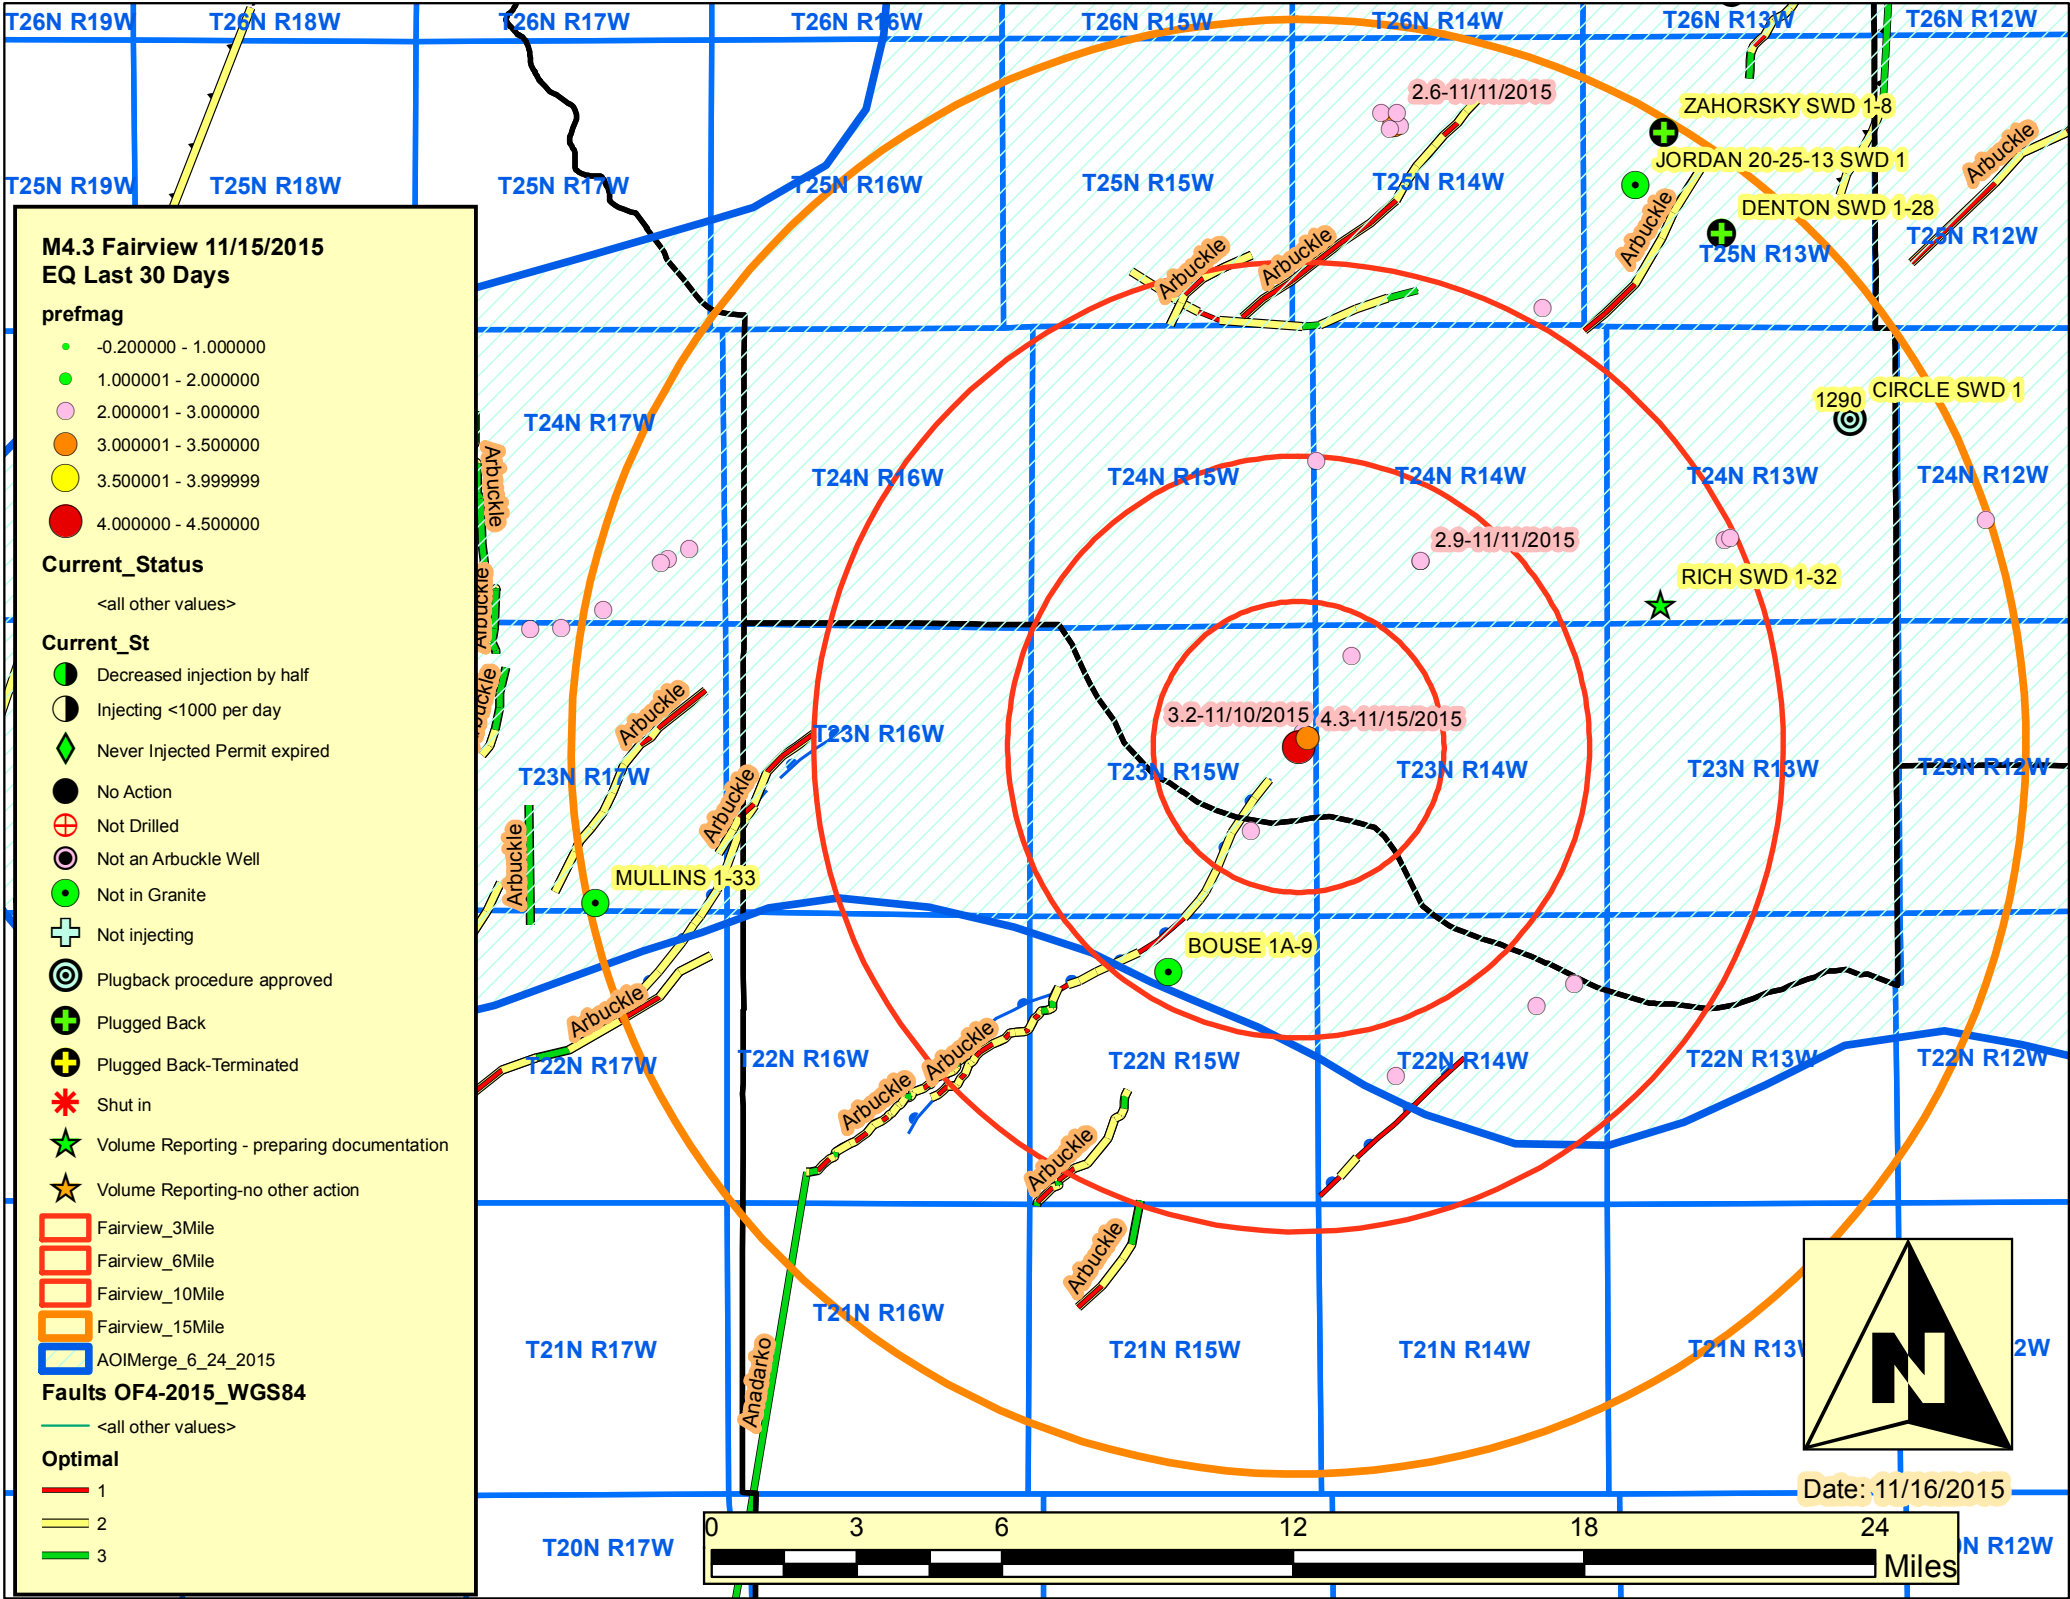 T26N R19W
T26N R18W
T26N R17W
T26N R16W
T26N R15W
T26N R14W
T26N R13W
T26N R12W
2.6-11/11/2015
ZAHORSKY SWD 1-8
Arbuckle
T25N R19W
T25N R18W
T25N R17W
T25N R16W
T25N R15W
T25N R14W
JORDAN 20-25-13 SWD 1
Arbuckle
DENTON SWD 1-28
T25N R13W
T25N R12W
Arbuckle
Arbuckle
M4.3 Fairview 11/15/2015
EQ Last 30 Days
prefmag
-0.200000 - 1.000000
1.000001 - 2.000000
2.000001 - 3.000000
3.000001 - 3.500000
3.500001 - 3.999999
4.000000 - 4.500000
Current_Status
<all other values>
Current_St
Decreased injection by half
Injecting <1000 per day
Never Injected Permit expired
No Action
Not Drilled
Not an Arbuckle Well
Not in Granite
Not injecting
Plugback procedure approved
Plugged Back
Plugged Back-Terminated
Shut in
Volume Reporting - preparing documentation
Volume Reporting-no other action
Fairview_3Mile
Fairview_6Mile
Fairview_10Mile
Fairview_15Mile
AOIMerge_6_24_2015
Faults OF4-2015_WGS84
<all other values>
Optimal
1
2
3
1290
CIRCLE SWD 1
T24N R17W
T24N R16W
T24N R15W
T24N R14W
T24N R13W
T24N R12W
Arbuckle
2.9-11/11/2015
RICH SWD 1-32
Arbuckle
uckle
Arbuckle
3.2-11/10/2015
4.3-11/15/2015
T23N R17W
T23N R16W
T23N R15W
T23N R14W
T23N R13W
T23N R12W
Arbuckle
Arbuckle
MULLINS 1-33
BOUSE 1A-9
Arbuckle
T22N R17W
T22N R16W
T22N R15W
T22N R14W
T22N R13W
T22N R12W
Arbuckle
Arbuckle
Arbuckle
Arbuckle
Anadarko
T21N R17W
T21N R16W
T21N R15W
T21N R14W
T21N R13W
2W
N
Date: 11/16/2015
T20N R17W
0 3 6 12 18 24
Miles
N R12W